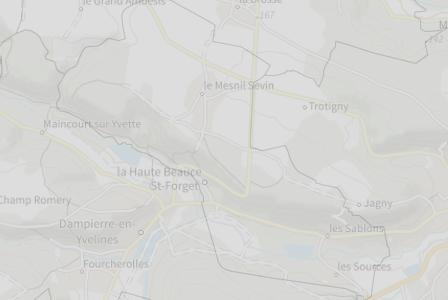 le Grand Ambésis
la Brosse
167
le Mesnil Sevin
Trotigny
Maincourt sur Yvette
la Haute Beauce
St-Forget
Champ Romery
Jagny
Dampierre-en-
Yvelines
les Sablons
Fourcherolles
les Sources